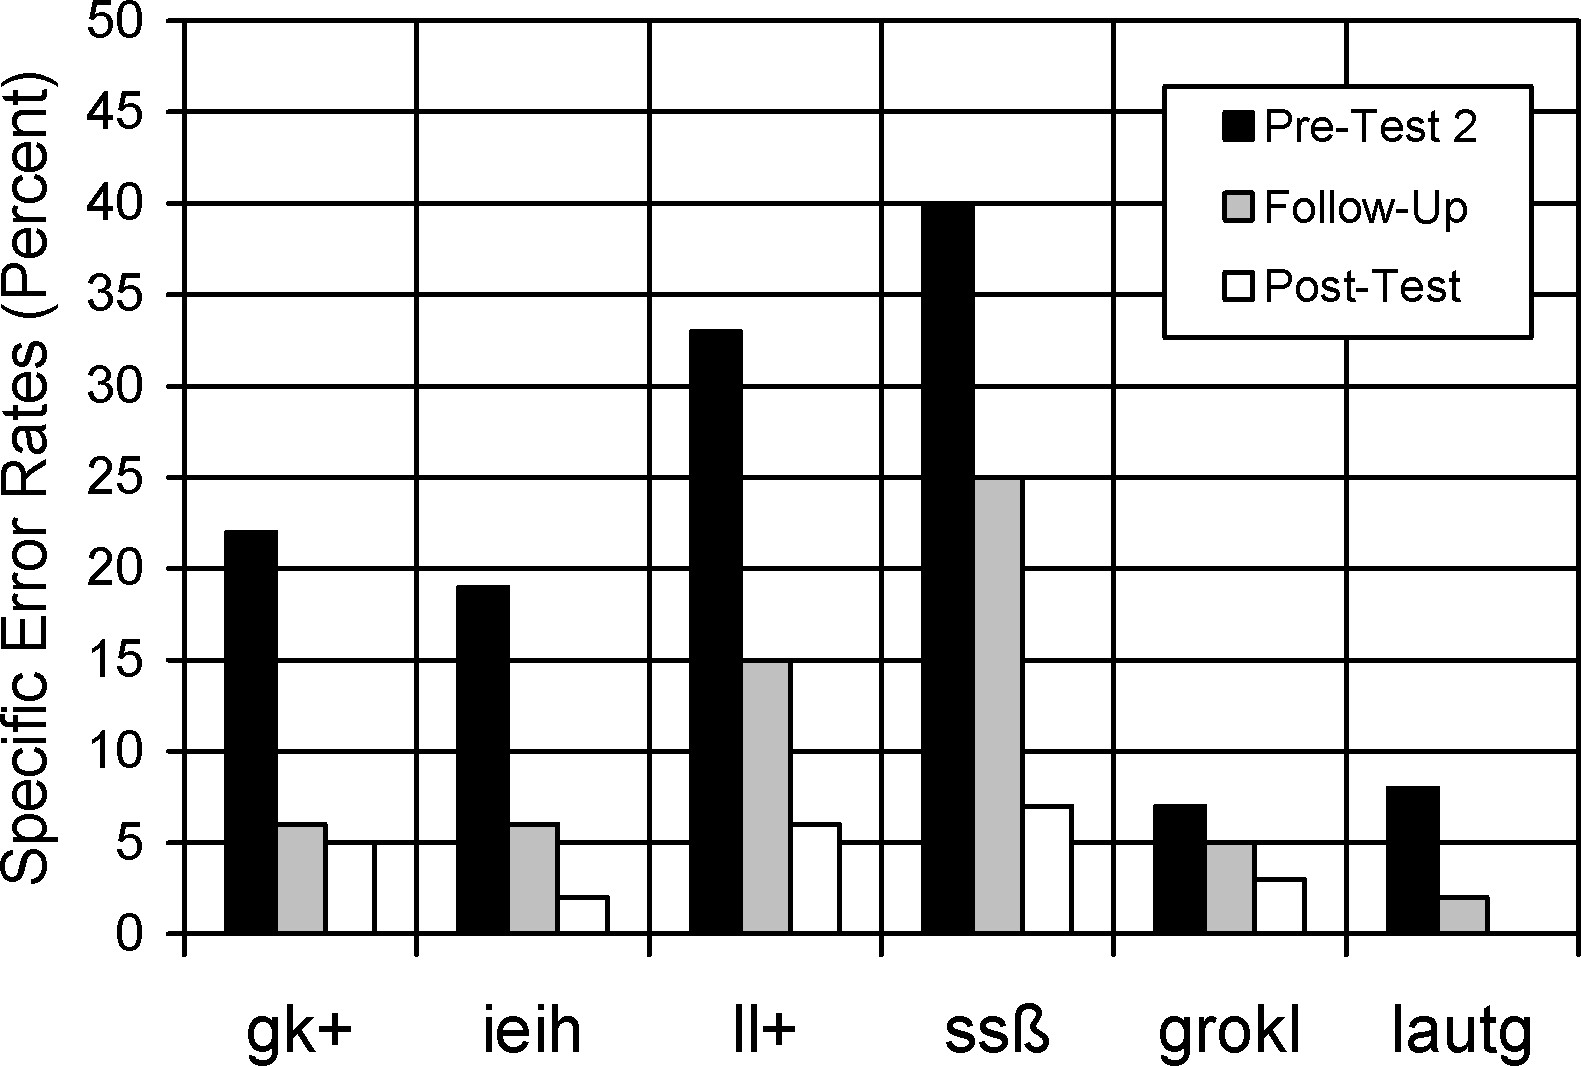 Specific Error Rates (Percent)
50
45
40
35
30
25
20
15
10
5
0
Pre-Test 2
Follow-Up
Post-Test
gk+ ieih ll+ ssß grokl lautg